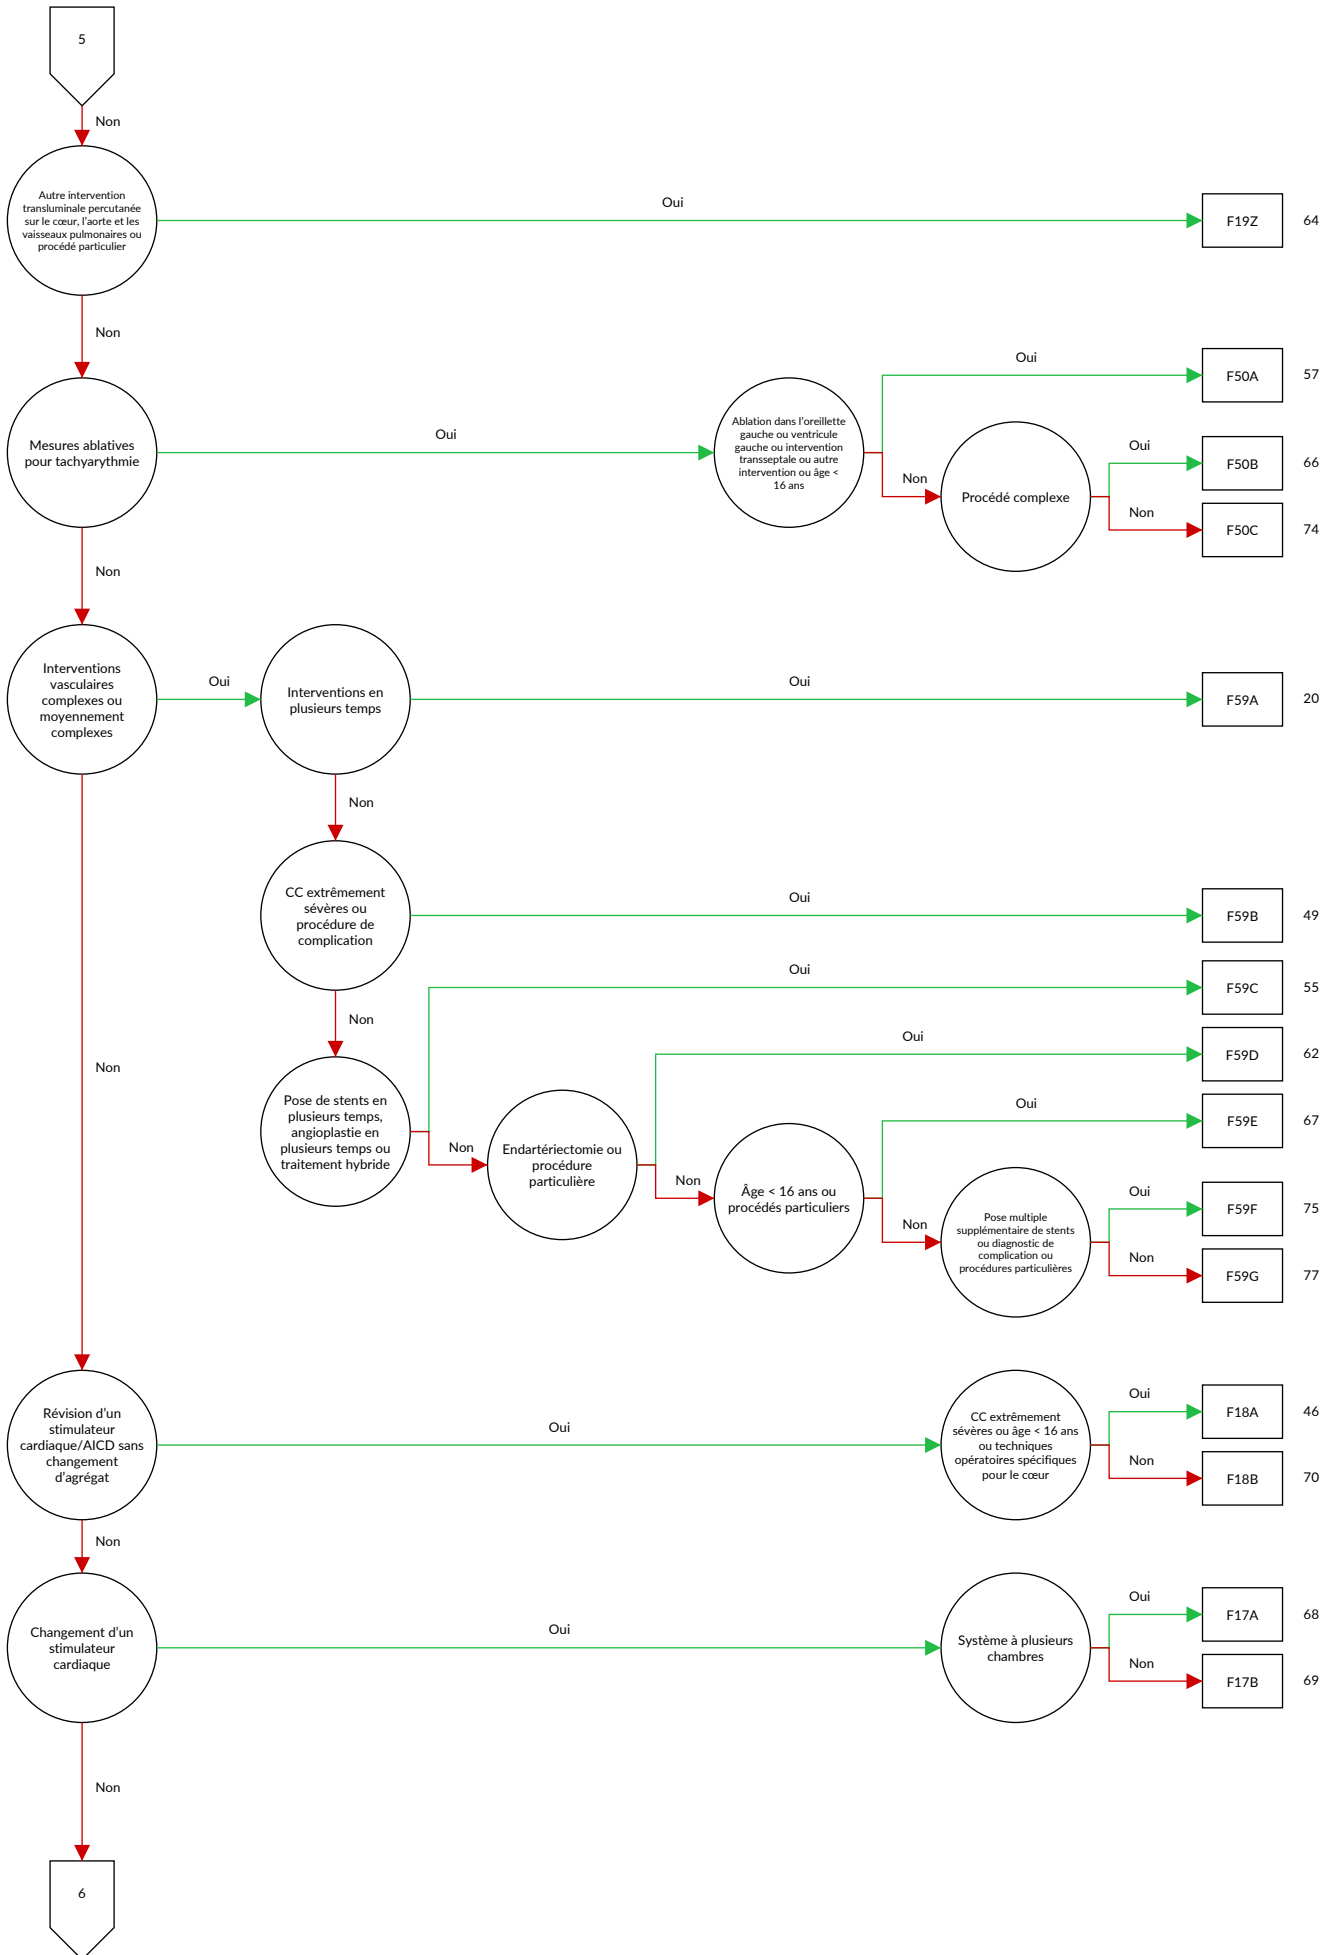 5
Non
Autre intervention
transluminale percutanée
sur le cœur, l'aorte et les
vaisseaux pulmonaires ou
procédé particulier
Oui
F19Z
64
Non
Mesures ablatives
pour tachyarythmie
Oui
Ablation dans l'oreillette
gauche ou ventricule
gauche ou intervention
transseptale ou autre
intervention ou âge <
16 ans
Oui
F50A
57
Non
Procédé complexe
Oui
F50B
66
Non
F50C
74
Non
Interventions
vasculaires
complexes ou
moyennement
complexes
Oui
Interventions en
plusieurs temps
Oui
F59A
20
Non
CC extrêmement
sévères ou
procédure de
complication
Oui
F59B
49
Non
Pose de stents en
plusieurs temps,
angioplastie en
plusieurs temps ou
traitement hybride
Oui
F59C
55
Non
Endartériectomie ou
procédure
particulière
Oui
F59D
62
Non
Âge < 16 ans ou
procédés particuliers
Oui
F59E
67
Non
Pose multiple
supplémentaire de stents
ou diagnostic de
complication ou
procédures particulières
Oui
F59F
75
Non
F59G
77
Non
Révision d'un
stimulateur
cardiaque/AICD sans
changement
d'agrégat
Oui
CC extrêmement
sévères ou âge < 16 ans
ou techniques
opératoires spécifiques
pour le cœur
Oui
F18A
46
Non
F18B
70
Non
Changement d'un
stimulateur
cardiaque
Oui
Système à plusieurs
chambres
Oui
F17A
68
Non
F17B
69
Non
6